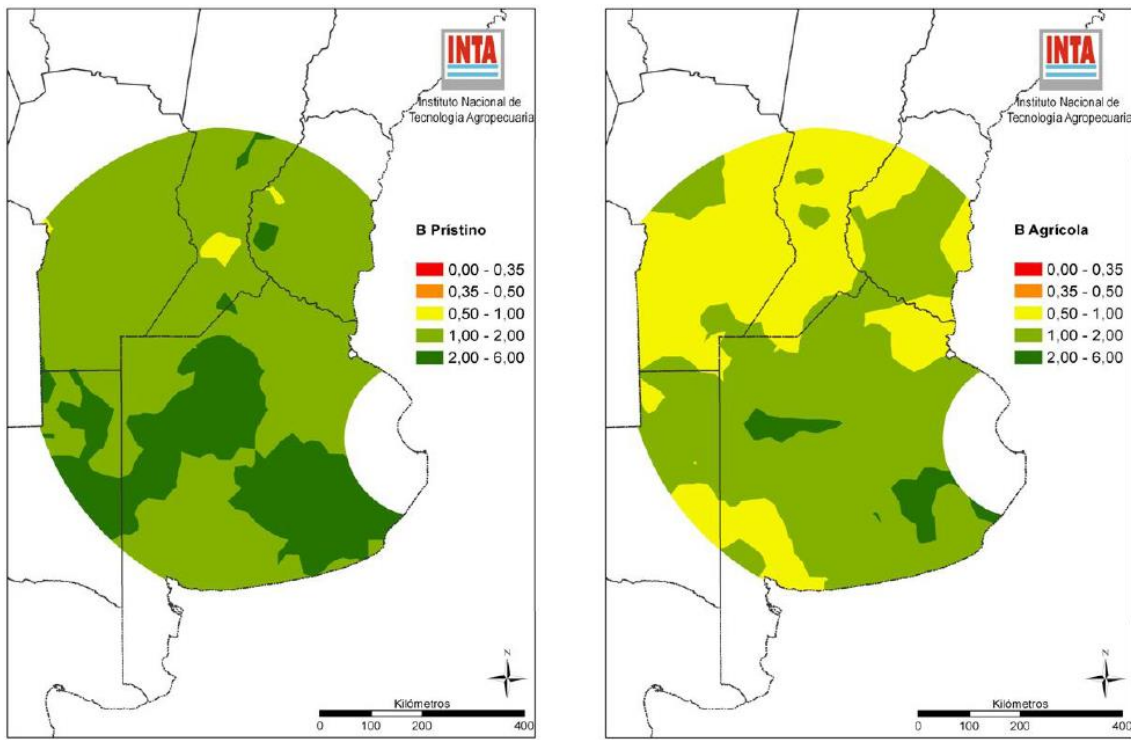 INTA
Instituto Nacional de
Tecnología Agropecuaria
B Prístino
0,00 - 0,35
0,35 - 0,50
0,50 - 1,00
1,00 - 2,00
2,00 - 6,00
N
Kilómetros
0 100 200 400
INTA
Instituto Nacional de
Tecnología Agropecuaria
B Agrícola
0,00 - 0,35
0,35 - 0,50
0,50 - 1,00
1,00 - 2,00
2,00 - 6,00
N
Kilómetros
0 100 200 400